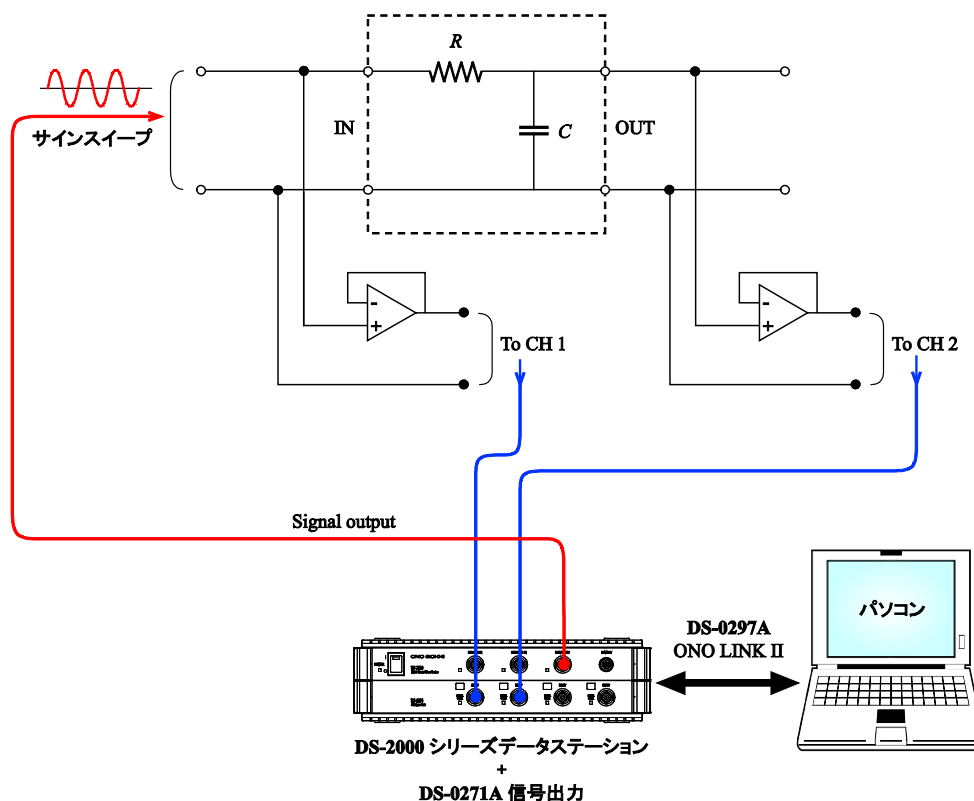 R
サインスイープ
IN
C
OUT
-
+
To CH 1
-
+
To CH 2
Signal output
パソコン
DS-0297A
ONO LINK II
ONO SOKKI
DS-2000 シリーズデータステーション
+
DS-0271A 信号出力